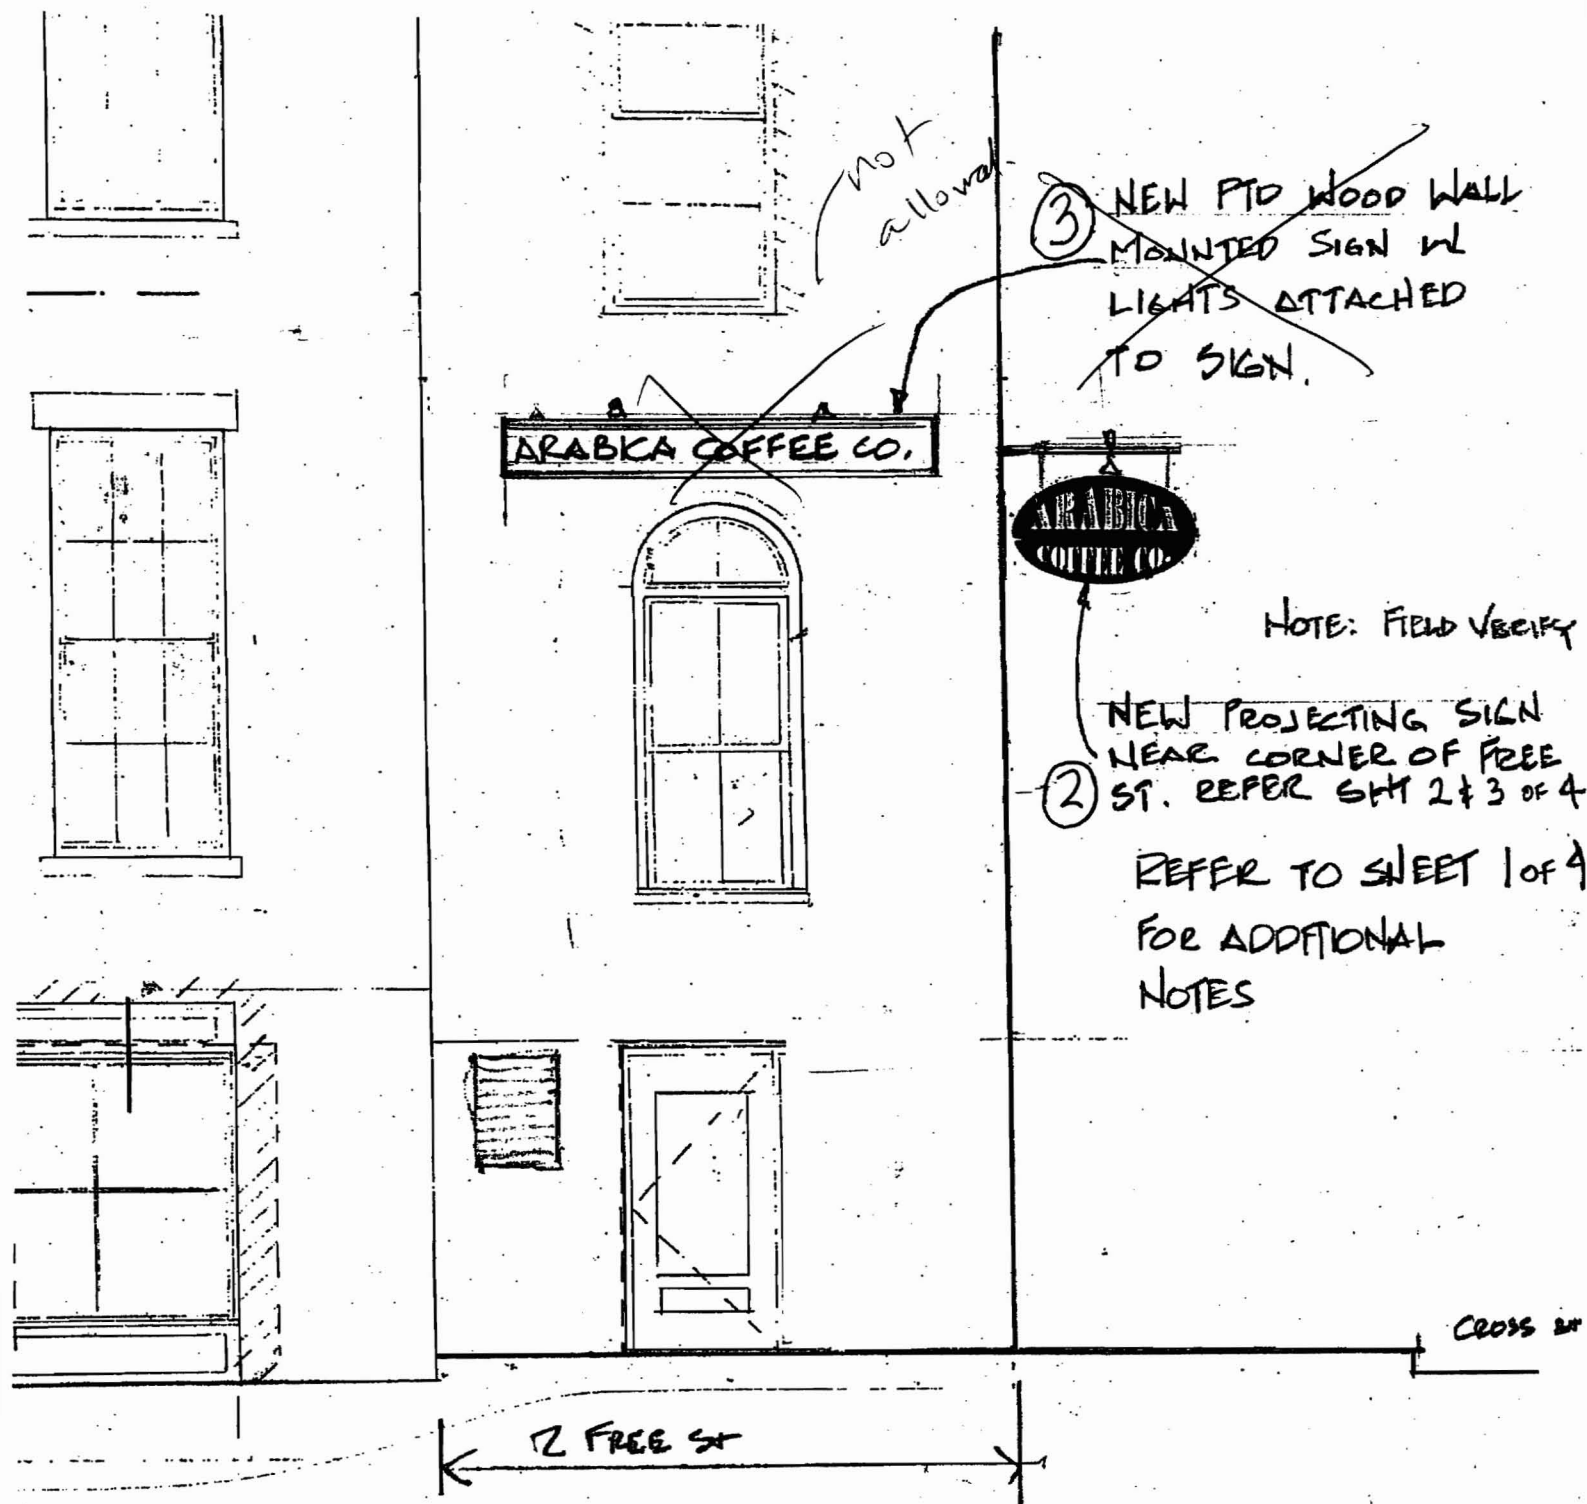 not
allowed
③ NEW PTD WOOD WALL
MOUNTED SIGN W/
LIGHTS ATTACHED
TO SIGN.
ARABICA COFFEE CO.
ARABICA
COFFEE CO.
NOTE: FIELD VERIFY
NEW PROJECTING SIGN
NEAR CORNER OF FREE
② ST. REFER SHT 2 & 3 OF 4
REFER TO SHEET 1 OF 4
FOR ADDITIONAL
NOTES
CROSS ST
FREE ST